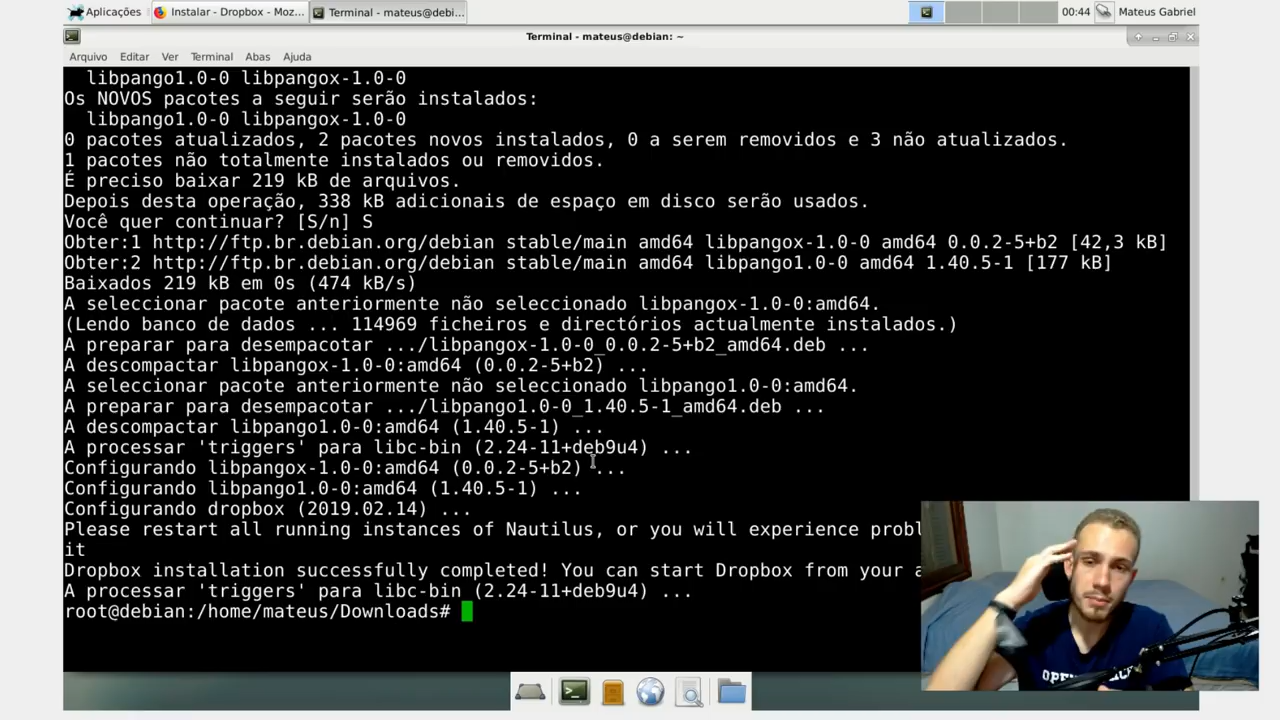 Aplicações
Instalar - Dropbox - Moz...
Terminal - mateus@debi...
00:44
Mateus Gabriel
Terminal - mateus@debian: ~
Arquivo Editar Ver Terminal Abas Ajuda
libpango1.0-0 libpangox-1.0-0
Os NOVOS pacotes a seguir serão instalados:
libpango1.0-0 libpangox-1.0-0
0 pacotes atualizados, 2 pacotes novos instalados, 0 a serem removidos e 3 não atualizados.
1 pacotes não totalmente instalados ou removidos.
É preciso baixar 219 kB de arquivos.
Depois desta operação, 338 kB adicionais de espaço em disco serão usados.
Você quer continuar? [S/n] S
Obter:1 http://ftp.br.debian.org/debian stable/main amd64 libpangox-1.0-0 amd64 0.0.2-5+b2 [42,3 kB]
Obter:2 http://ftp.br.debian.org/debian stable/main amd64 libpango1.0-0 amd64 1.40.5-1 [177 kB]
Baixados 219 kB em 0s (474 kB/s)
A seleccionar pacote anteriormente não seleccionado libpangox-1.0-0:amd64.
(Lendo banco de dados ... 114969 ficheiros e directórios actualmente instalados.)
A preparar para desempacotar .../libpangox-1.0-0_0.0.2-5+b2_amd64.deb ...
A descompactar libpangox-1.0-0:amd64 (0.0.2-5+b2) ...
A seleccionar pacote anteriormente não seleccionado libpango1.0-0:amd64.
A preparar para desempacotar .../libpango1.0-0_1.40.5-1_amd64.deb ...
A descompactar libpango1.0-0:amd64 (1.40.5-1) ...
A processar 'triggers' para libc-bin (2.24-11+deb9u4) ...
Configurando libpangox-1.0-0:amd64 (0.0.2-5+b2) ...
Configurando libpango1.0-0:amd64 (1.40.5-1) ...
Configurando dropbox (2019.02.14) ...
Please restart all running instances of Nautilus, or you will experience probl
it
Dropbox installation successfully completed! You can start Dropbox from your a
A processar 'triggers' para libc-bin (2.24-11+deb9u4) ...
root@debian:/home/mateus/Downloads#